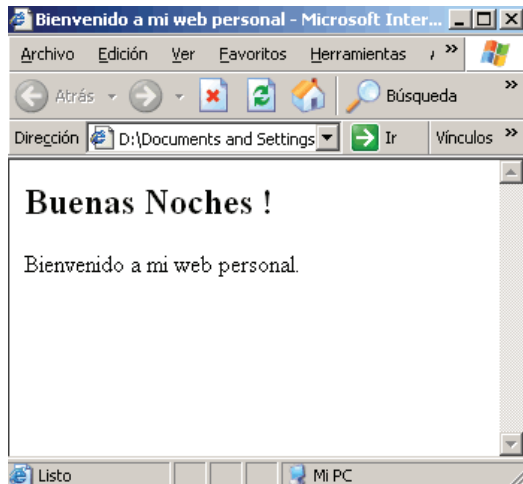 Bienvenido a mi web personal - Microsoft Inter...
Archivo Edición Ver Favoritos Herramientas »
Atrás Búsqueda »
Dirección D:\Documents and Settings Ir Vínculos »
Buenas Noches !
Bienvenido a mi web personal.
Listo Mi PC